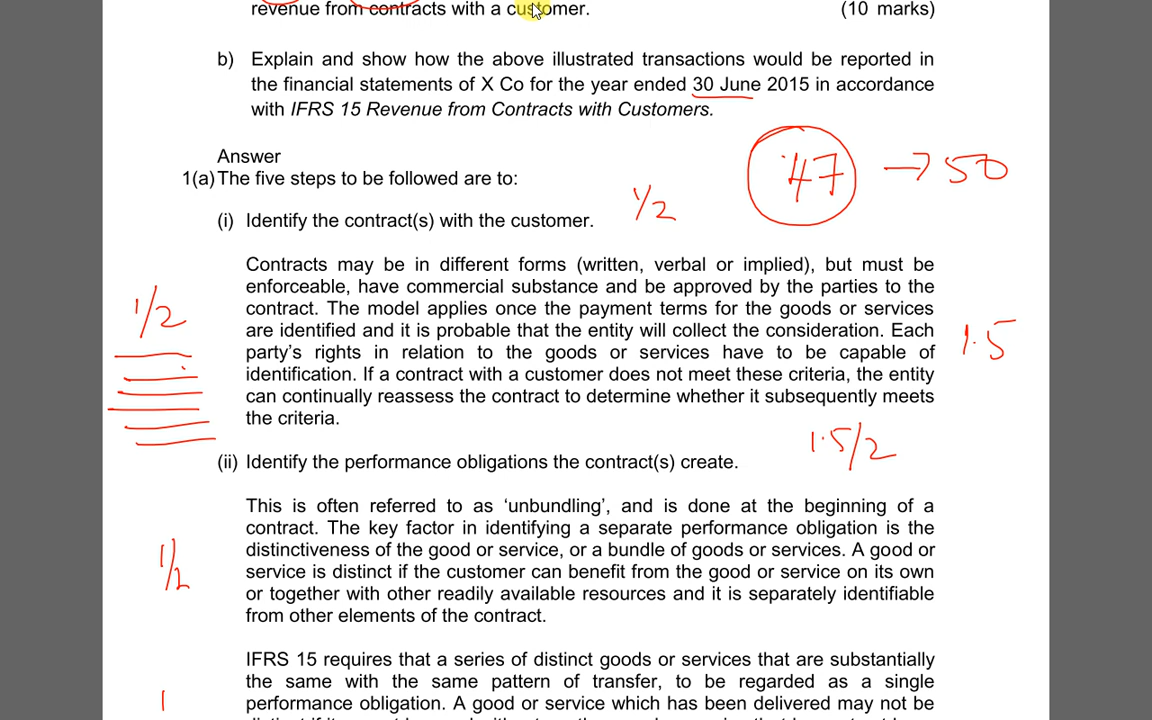 revenue from contracts with a customer. (10 marks)
b) Explain and show how the above illustrated transactions would be reported in
the financial statements of X Co for the year ended 30 June 2015 in accordance
with IFRS 15 Revenue from Contracts with Customers.
47 → 50
Answer
1(a) The five steps to be followed are to:
1/2
(i) Identify the contract(s) with the customer.
Contracts may be in different forms (written, verbal or implied), but must be
enforceable, have commercial substance and be approved by the parties to the
contract. The model applies once the payment terms for the goods or services
1/2
are identified and it is probable that the entity will collect the consideration. Each
party's rights in relation to the goods or services have to be capable of
1.5
identification. If a contract with a customer does not meet these criteria, the entity
can continually reassess the contract to determine whether it subsequently meets
the criteria.
1.5/2
(ii) Identify the performance obligations the contract(s) create.
This is often referred to as ‘unbundling’, and is done at the beginning of a
contract. The key factor in identifying a separate performance obligation is the
distinctiveness of the good or service, or a bundle of goods or services. A good or
1/2
service is distinct if the customer can benefit from the good or service on its own
or together with other readily available resources and it is separately identifiable
from other elements of the contract.
IFRS 15 requires that a series of distinct goods or services that are substantially
the same with the same pattern of transfer, to be regarded as a single
performance obligation. A good or service which has been delivered may not be